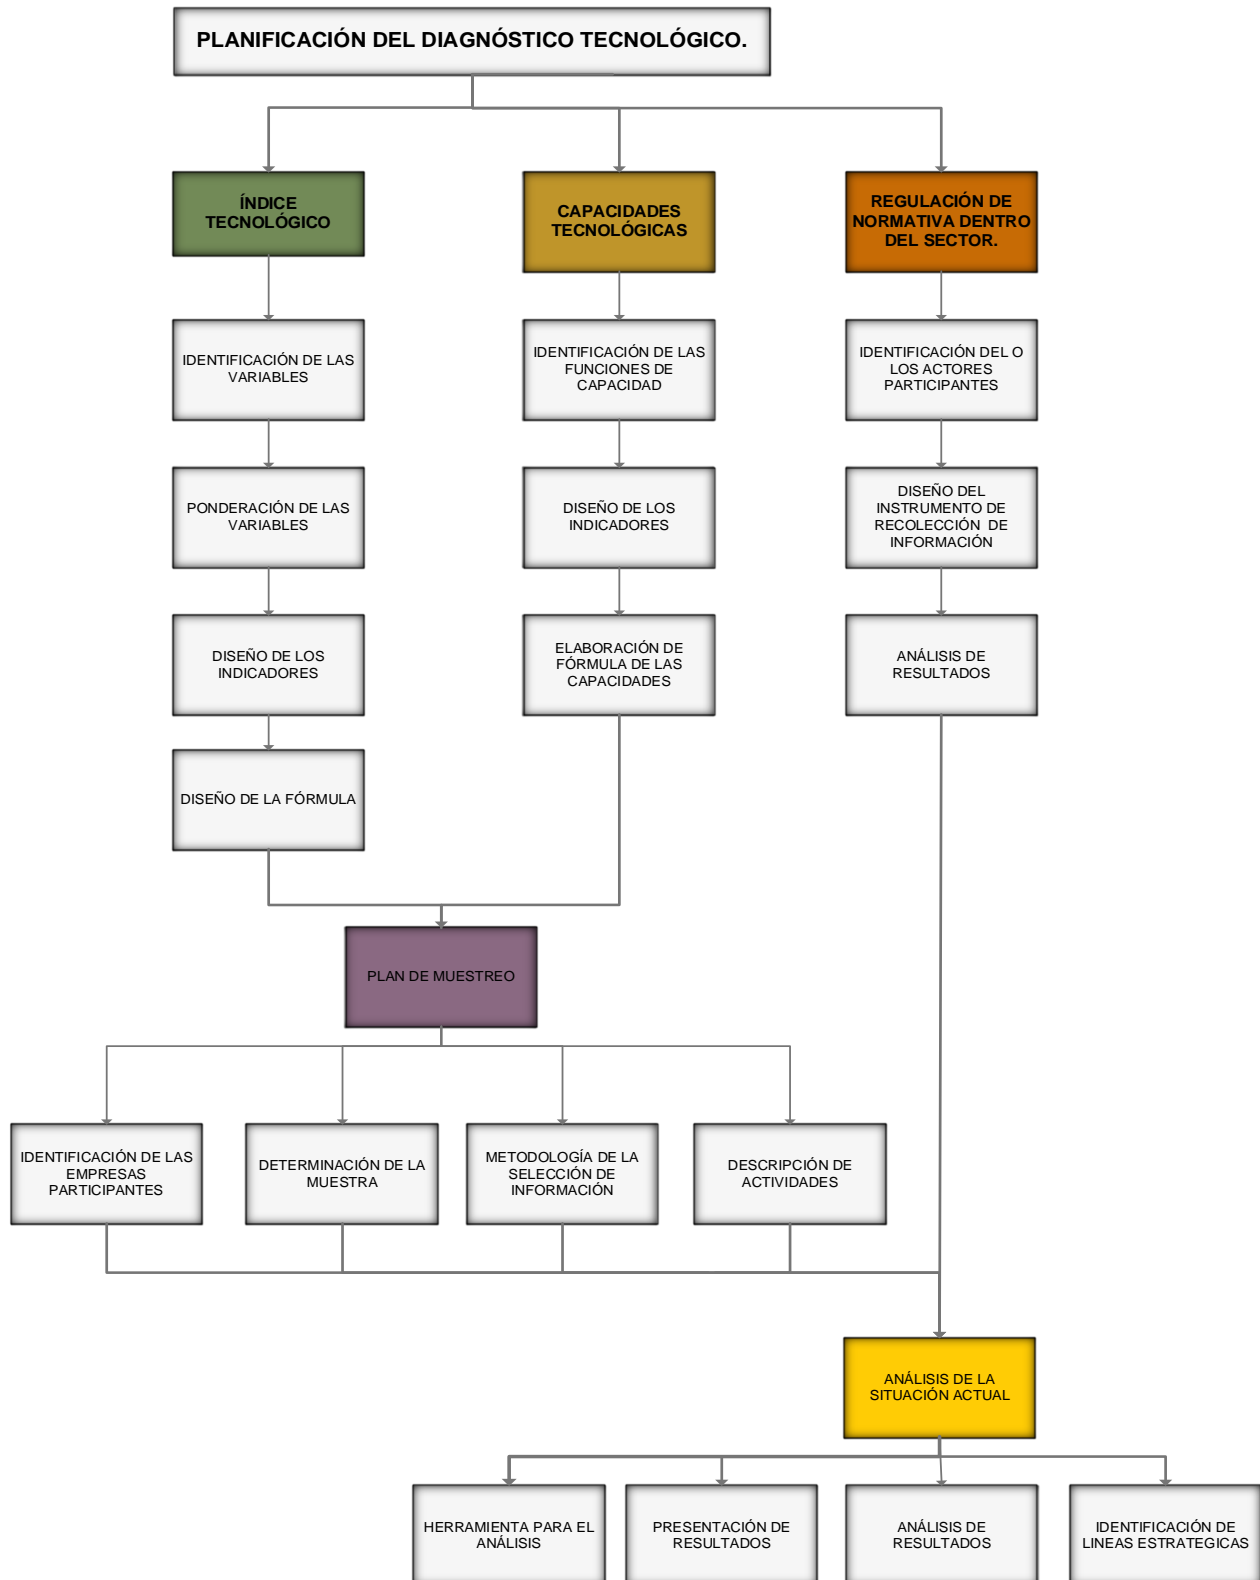 PLANIFICACIÓN DEL DIAGNÓSTICO TECNOLÓGICO.
ÍNDICE
TECNOLÓGICO
CAPACIDADES
TECNOLÓGICAS
REGULACIÓN DE
NORMATIVA DENTRO
DEL SECTOR.
IDENTIFICACIÓN DE LAS
VARIABLES
IDENTIFICACIÓN DE LAS
FUNCIONES DE
CAPACIDAD
IDENTIFICACIÓN DEL O
LOS ACTORES
PARTICIPANTES
PONDERACIÓN DE LAS
VARIABLES
DISEÑO DE LOS
INDICADORES
DISEÑO DEL
INSTRUMENTO DE
RECOLECCIÓN DE
INFORMACIÓN
DISEÑO DE LOS
INDICADORES
ELABORACIÓN DE
FÓRMULA DE LAS
CAPACIDADES
ANÁLISIS DE
RESULTADOS
DISEÑO DE LA FÓRMULA
PLAN DE MUESTREO
IDENTIFICACIÓN DE LAS
EMPRESAS
PARTICIPANTES
DETERMINACIÓN DE LA
MUESTRA
METODOLOGÍA DE LA
SELECCIÓN DE
INFORMACIÓN
DESCRIPCIÓN DE
ACTIVIDADES
ANÁLISIS DE LA
SITUACIÓN ACTUAL
HERRAMIENTA PARA EL
ANÁLISIS
PRESENTACIÓN DE
RESULTADOS
ANÁLISIS DE
RESULTADOS
IDENTIFICACIÓN DE
LINEAS ESTRATEGICAS